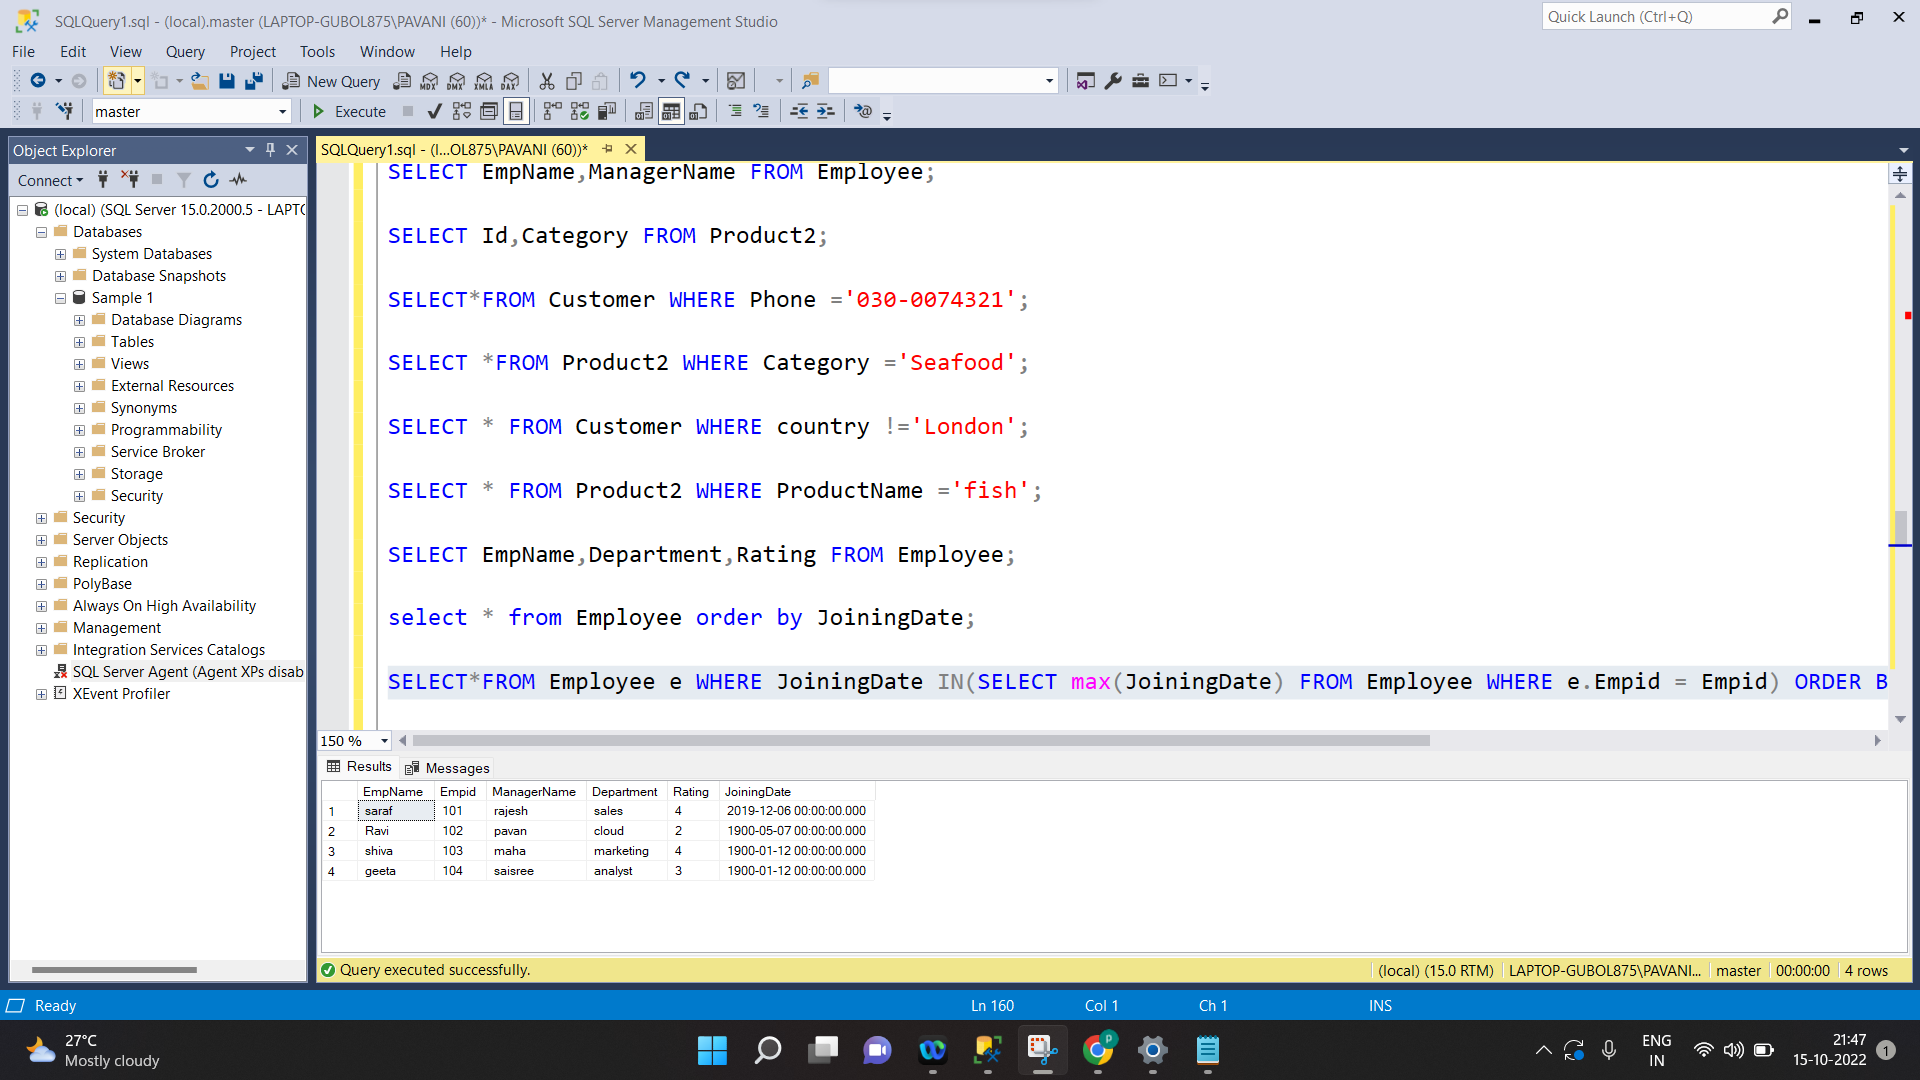 SQLQuery1.sql - (local).master (LAPTOP-GUBOL875\PAVANI (60))* - Microsoft SQL Server Management Studio
Quick Launch (Ctrl+Q)
File Edit View Query Project Tools Window Help
New Query MDX DMX XMLA DAX
master Execute
Object Explorer
Connect
(local) (SQL Server 15.0.2000.5 - LAPTO
Databases
System Databases
Database Snapshots
Sample 1
Database Diagrams
Tables
Views
External Resources
Synonyms
Programmability
Service Broker
Storage
Security
Security
Server Objects
Replication
PolyBase
Always On High Availability
Management
Integration Services Catalogs
SQL Server Agent (Agent XPs disab
XEvent Profiler
SQLQuery1.sql - (l...OL875\PAVANI (60))*
SELECT EmpName,ManagerName FROM Employee;
SELECT Id,Category FROM Product2;
SELECT*FROM Customer WHERE Phone ='030-0074321';
SELECT *FROM Product2 WHERE Category ='Seafood';
SELECT * FROM Customer WHERE country !='London';
SELECT * FROM Product2 WHERE ProductName ='fish';
SELECT EmpName,Department,Rating FROM Employee;
select * from Employee order by JoiningDate;
SELECT*FROM Employee e WHERE JoiningDate IN(SELECT max(JoiningDate) FROM Employee WHERE e.Empid = Empid) ORDER B
150 %
Results Messages
EmpName Empid ManagerName Department Rating JoiningDate
1 saraf 101 rajesh sales 4 2019-12-06 00:00:00.000
2 Ravi 102 pavan cloud 2 1900-05-07 00:00:00.000
3 shiva 103 maha marketing 4 1900-01-12 00:00:00.000
4 geeta 104 saisree analyst 3 1900-01-12 00:00:00.000
Query executed successfully.
(local) (15.0 RTM) LAPTOP-GUBOL875\PAVANI... master 00:00:00 4 rows
Ready Ln 160 Col 1 Ch 1 INS
27°C
Mostly cloudy
P
ENG
IN
21:47
15-10-2022
1